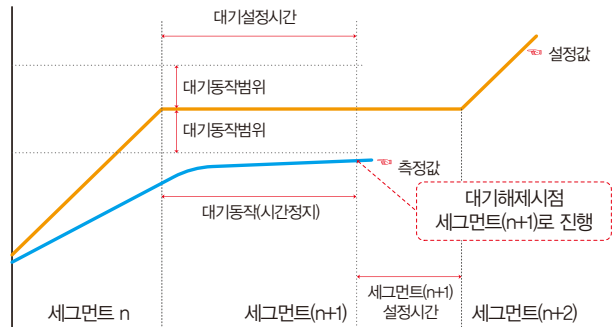 대기설정시간
설정값
대기동작범위
대기동작범위
측정값
대기동작(시간정지)
대기해제시점
세그먼트(n+1)로 진행
세그먼트 n
세그먼트(n+1)
세그먼트(n+1)
설정시간
세그먼트(n+2)